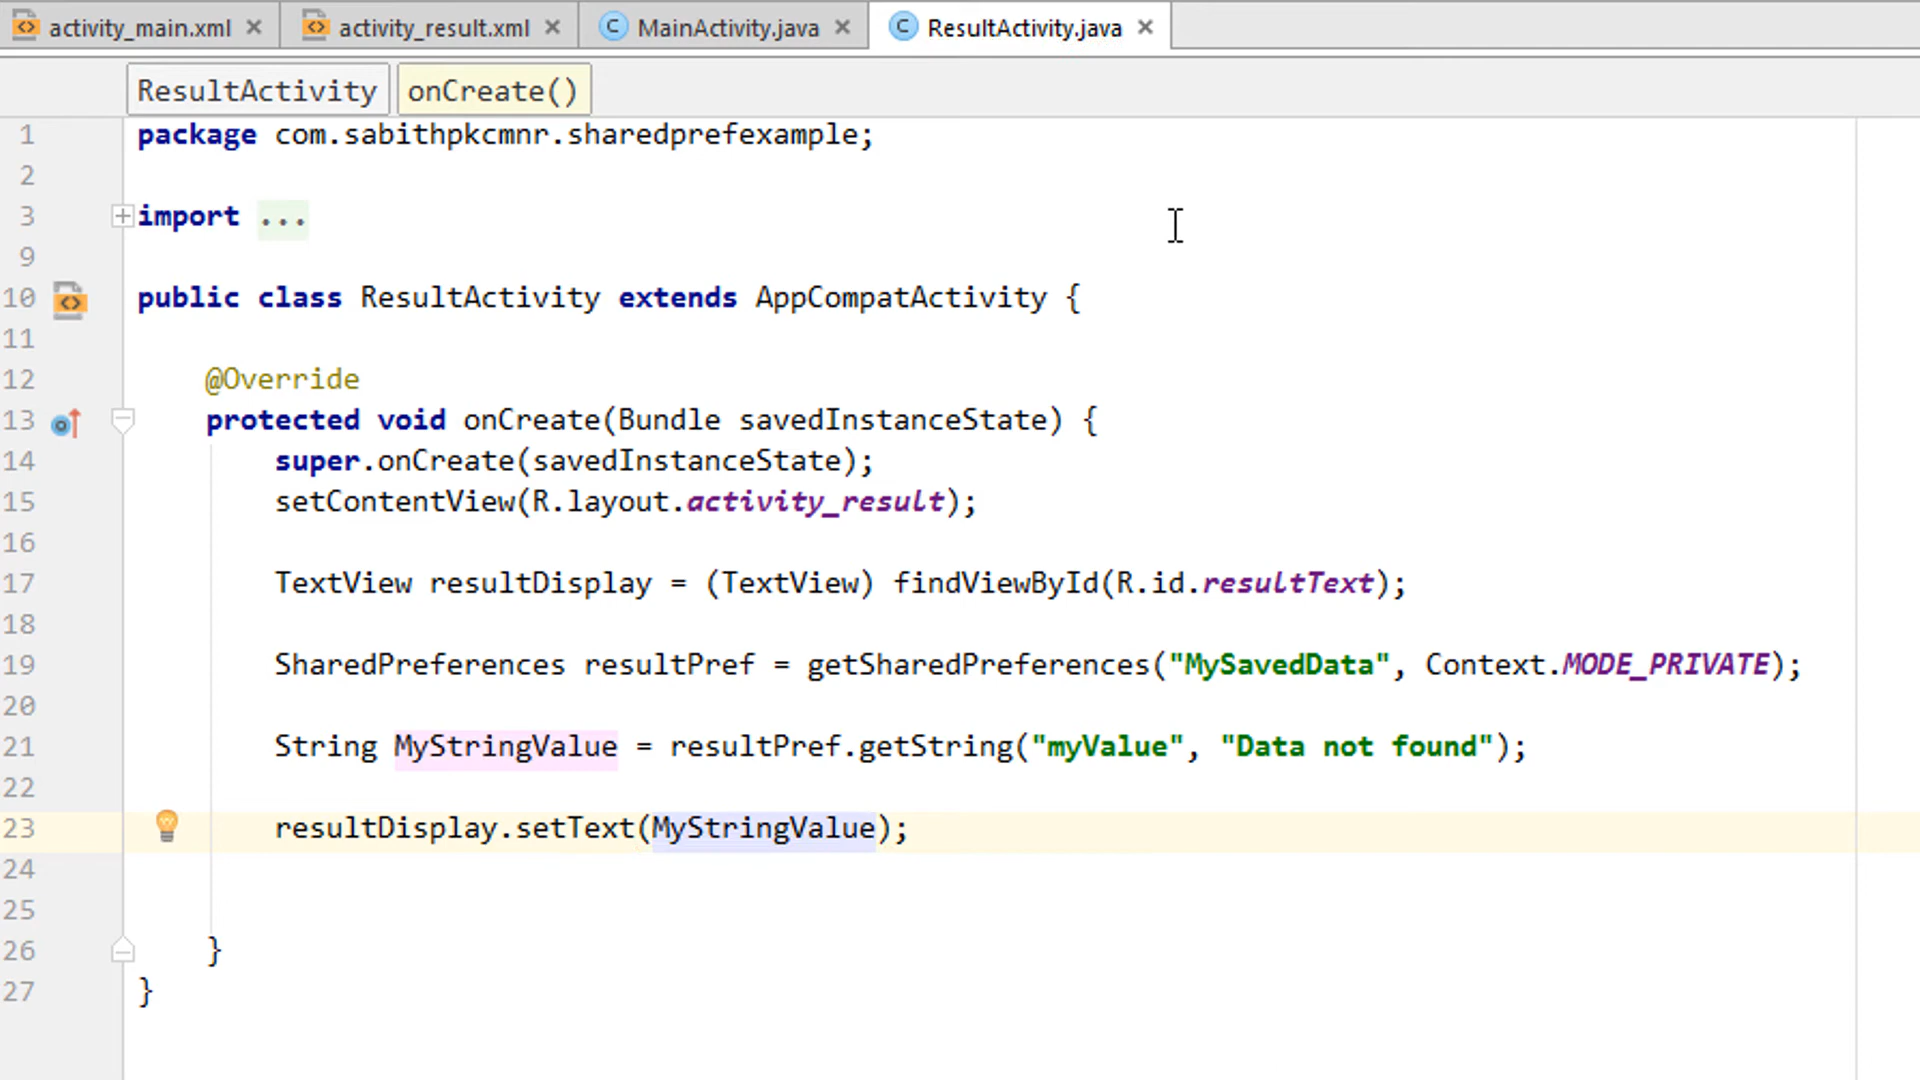 activity_main.xml activity_result.xml MainActivity.java ResultActivity.java
ResultActivity onCreate()
1 package com.sabithpkcmnr.sharedprefexample;
2
3 import ...
9
10 public class ResultActivity extends AppCompatActivity {
11
12 @Override
13 protected void onCreate(Bundle savedInstanceState) {
14 super.onCreate(savedInstanceState);
15 setContentView(R.layout.activity_result);
16
17 TextView resultDisplay = (TextView) findViewById(R.id.resultText);
18
19 SharedPreferences resultPref = getSharedPreferences("MySavedData", Context.MODE_PRIVATE);
20
21 String MyStringValue = resultPref.getString("myValue", "Data not found");
22
23 resultDisplay.setText(MyStringValue);
24
25
26 }
27 }